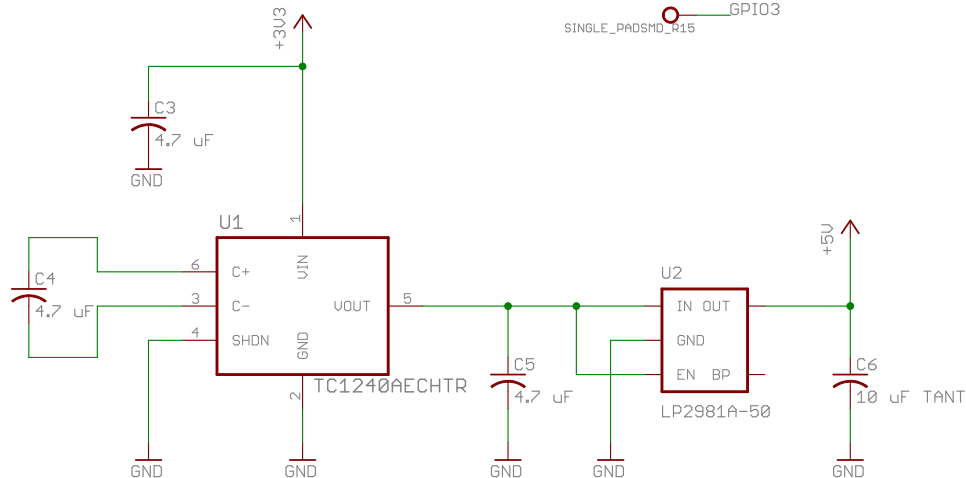 +3V3
GPIO3
SINGLE_PADSMD_R15
C3
4.7 uF
GND
U1
1
VIN
6
C+
C4
4.7 uF
3
C-
VOUT
5
4
SHDN
GND
2
TC1240AECHTR
+5V
U2
IN OUT
GND
EN BP
LP2981A-50
C5
4.7 uF
C6
10 uF TANT
GND
GND
GND
GND
GND